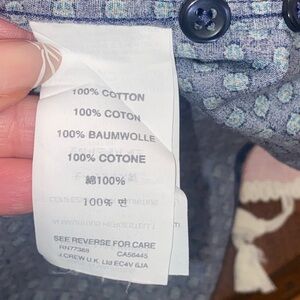 100% COTTON
100% COTON
100% BAUMWOLLE
100% COTONE
綿100%
100% 면
SEE REVERSE FOR CARE
RN77388 CA56445
J.CREW U.K. Ltd EC4V 6JA